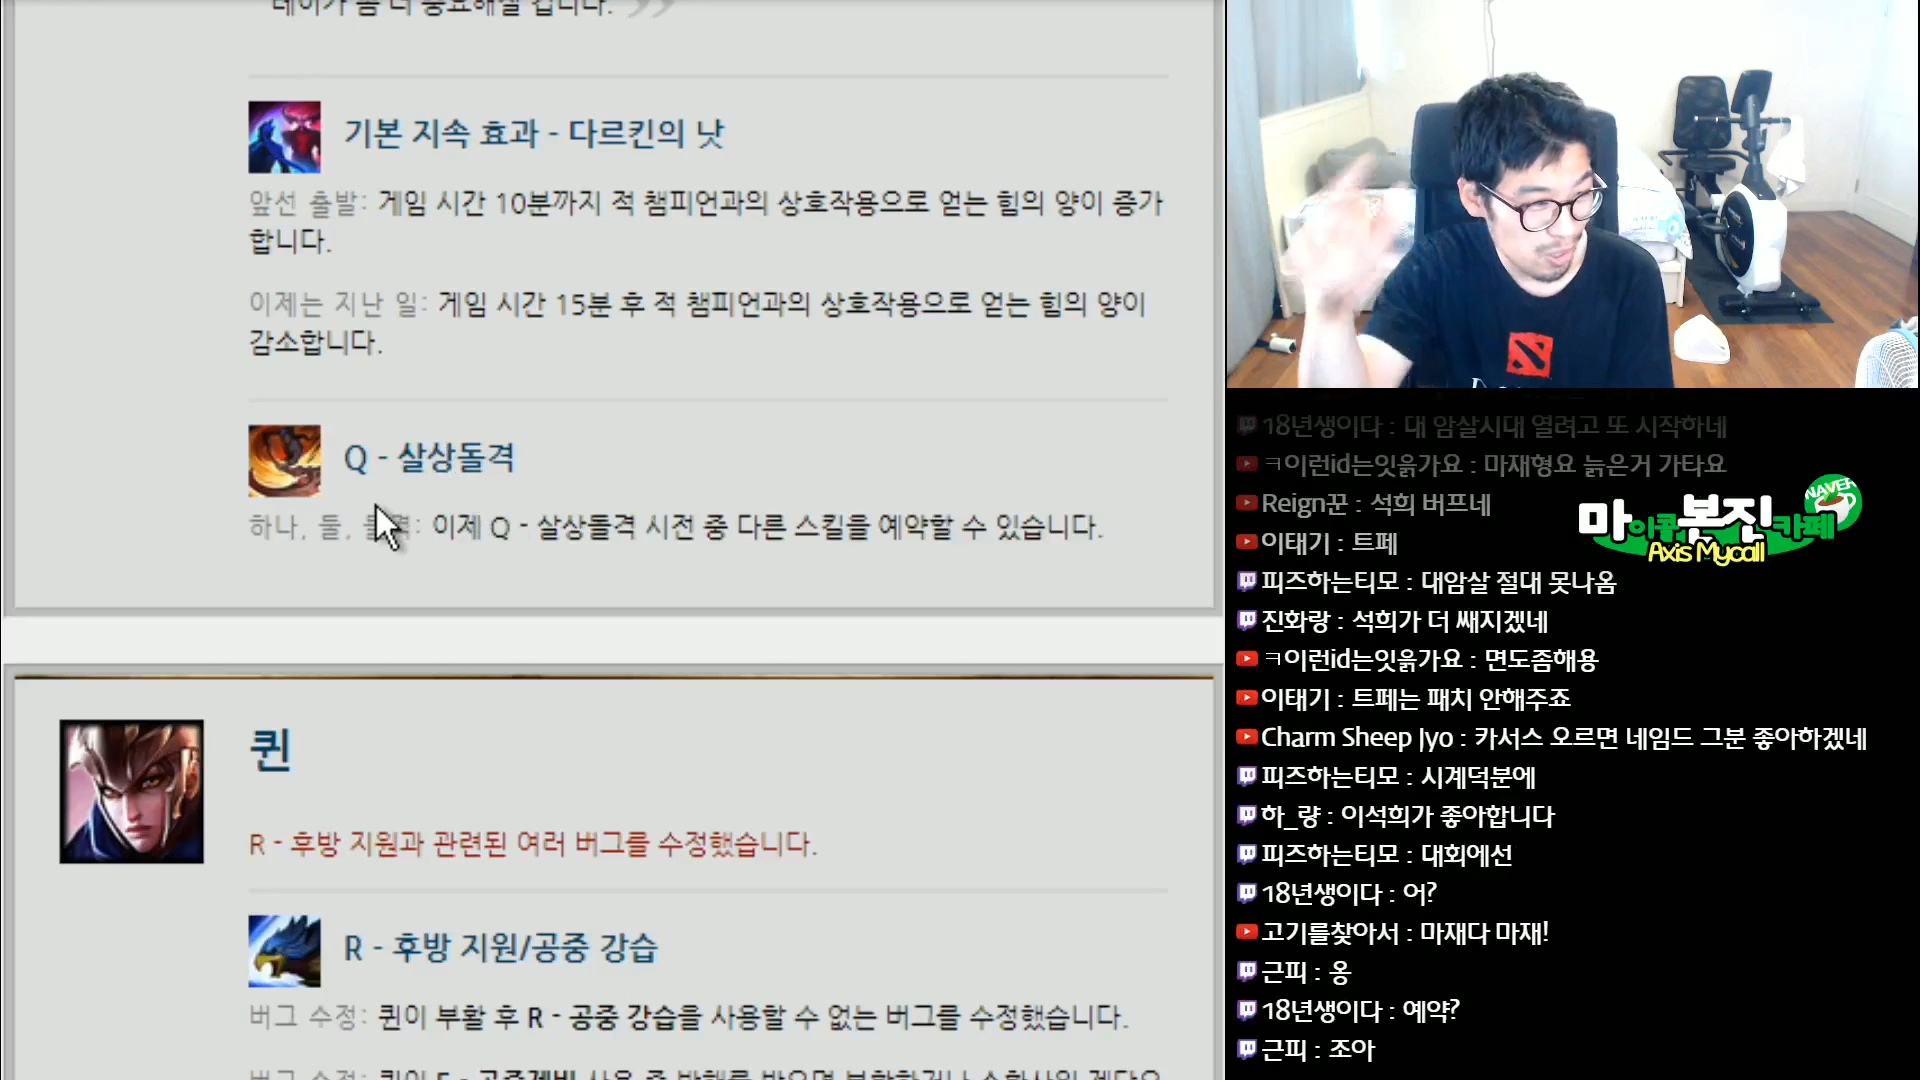 기본 지속 효과 - 다르킨의 낫
앞선 출발: 게임 시간 10분까지 적 챔피언과의 상호작용으로 얻는 힘의 양이 증가
합니다.
이제는 지난 일: 게임 시간 15분 후 적 챔피언과의 상호작용으로 얻는 힘의 양이
감소합니다.
Q - 살상돌격
하나, 둘, 이제 Q - 살상돌격 시전 중 다른 스킬을 예약할 수 있습니다.
퀸
R - 후방 지원과 관련된 여러 버그를 수정했습니다.
R - 후방 지원/공중 강습
버그 수정: 퀸이 부활 후 R - 공중 강습을 사용할 수 없는 버그를 수정했습니다.
18년생이다 : 대 암살시대 열려고 또 시작하네
ㅋ이런id는잇읅가요 : 마재형요 늙은거 가타요
Reign꾼 : 석희 버프네
이태기 : 트페
피즈하는티모 : 대암살 절대 못나옴
진화랑 : 석희가 더 쌔지겠네
ㅋ이런id는잇읅가요 : 면도좀해용
이태기 : 트페는 패치 안해주죠
Charm Sheep Jyo : 카서스 오르면 네임드 그분 좋아하겠네
피즈하는티모 : 시계덕분에
하_량 : 이석희가 좋아합니다
피즈하는티모 : 대회에선
18년생이다 : 어?
고기를찾아서 : 마재다 마재!
근피 : 옹
18년생이다 : 예약?
근피 : 조아
NAVER
마이콜본진카페
Axis Mycall